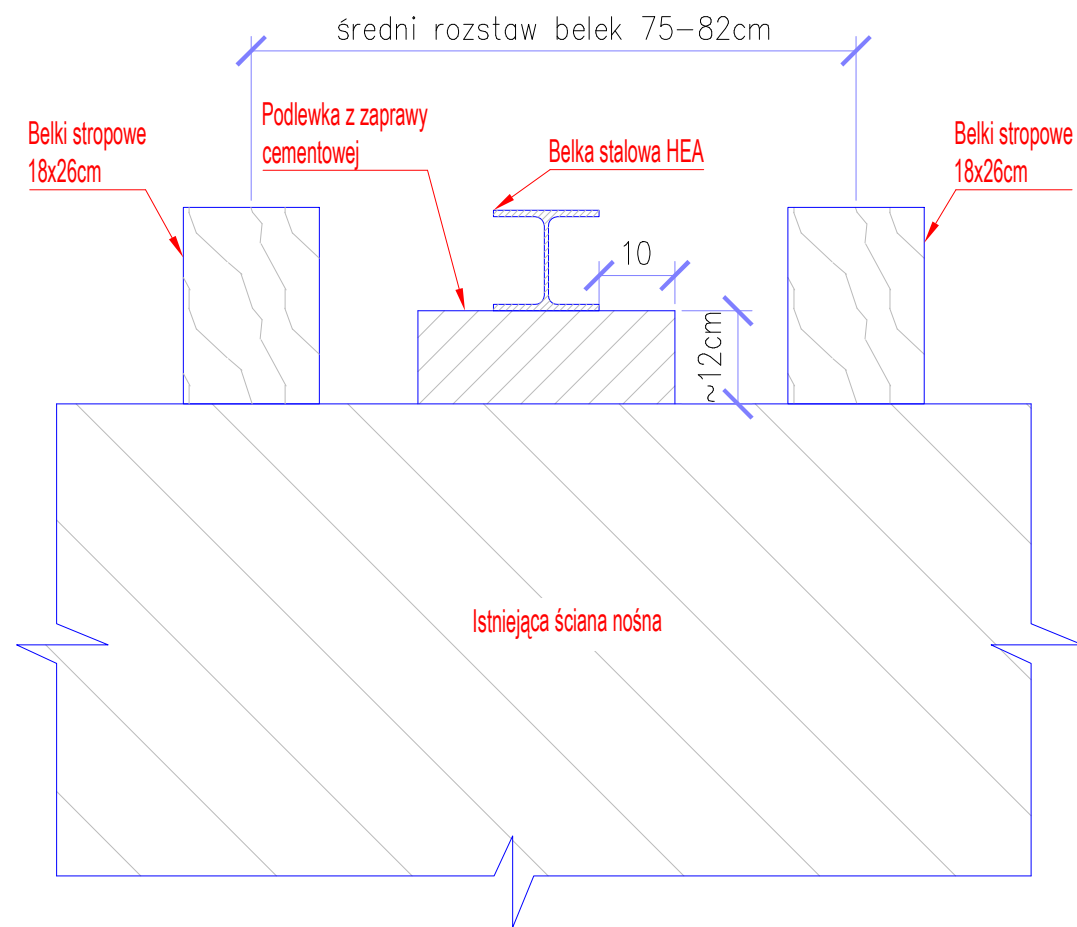 średni rozstaw belek 75-82cm
Podlewka z zaprawy
cementowej
Belki stropowe
18x26cm
Belka stalowa HEA
Belki stropowe
18x26cm
10
~12cm
Istniejąca ściana nośna